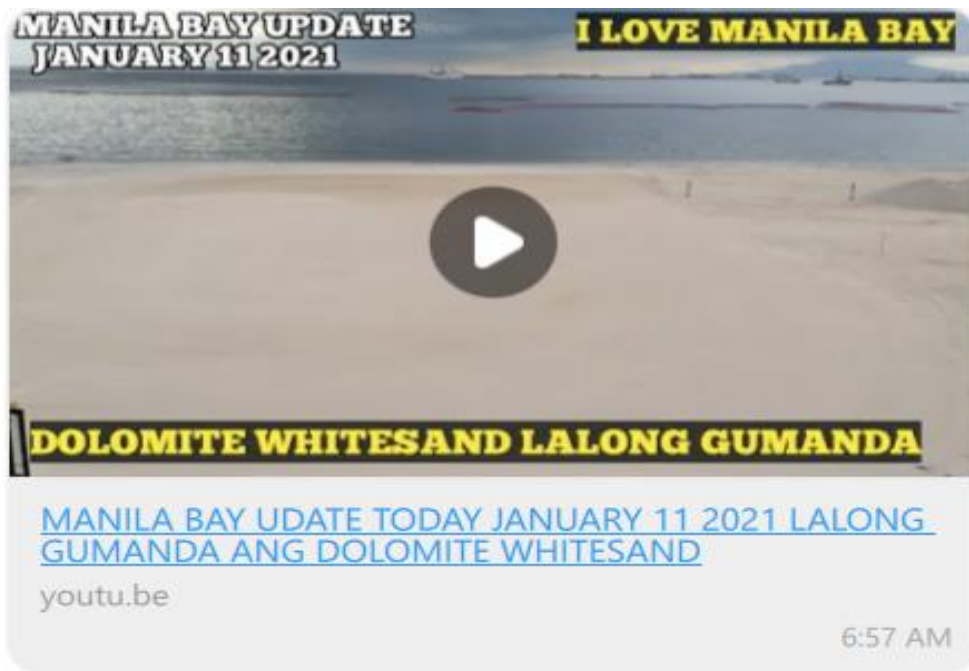 MANILA BAY UPDATE
JANUARY 11 2021
I LOVE MANILA BAY
DOLOMITE WHITESAND LALONG GUMANDA
MANILA BAY UDATE TODAY JANUARY 11 2021 LALONG
GUMANDA ANG DOLOMITE WHITESAND
youtu.be
6:57 AM